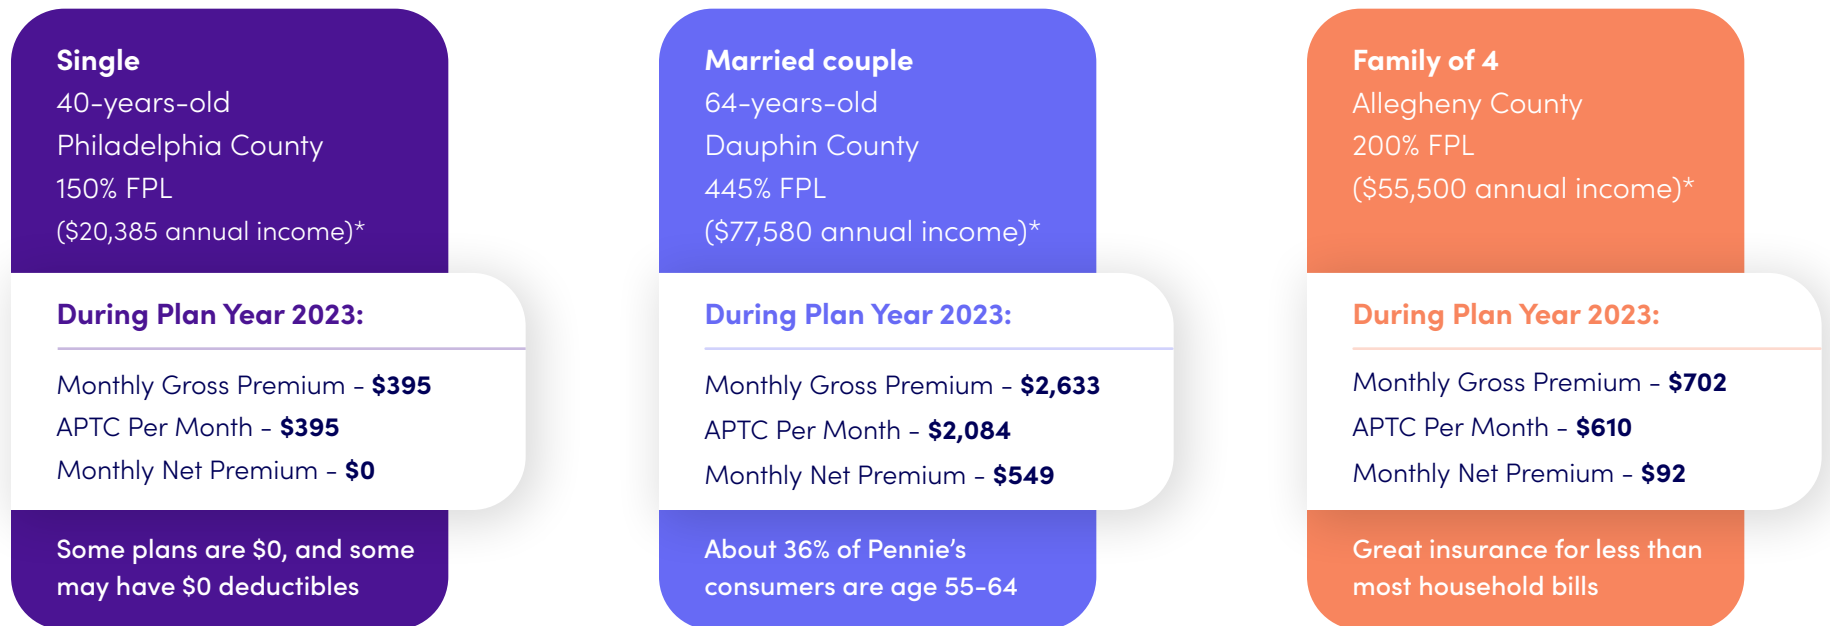 Single
40-years-old
Philadelphia County
150% FPL
($20,385 annual income)*
During Plan Year 2023:
Monthly Gross Premium - $395
APTC Per Month - $395
Monthly Net Premium - $0
Some plans are $0, and some
may have $0 deductibles
Married couple
64-years-old
Dauphin County
445% FPL
($77,580 annual income)*
During Plan Year 2023:
Monthly Gross Premium - $2,633
APTC Per Month - $2,084
Monthly Net Premium - $549
About 36% of Pennie's
consumers are age 55-64
Family of 4
Allegheny County
200% FPL
($55,500 annual income)*
During Plan Year 2023:
Monthly Gross Premium - $702
APTC Per Month - $610
Monthly Net Premium - $92
Great insurance for less than
most household bills